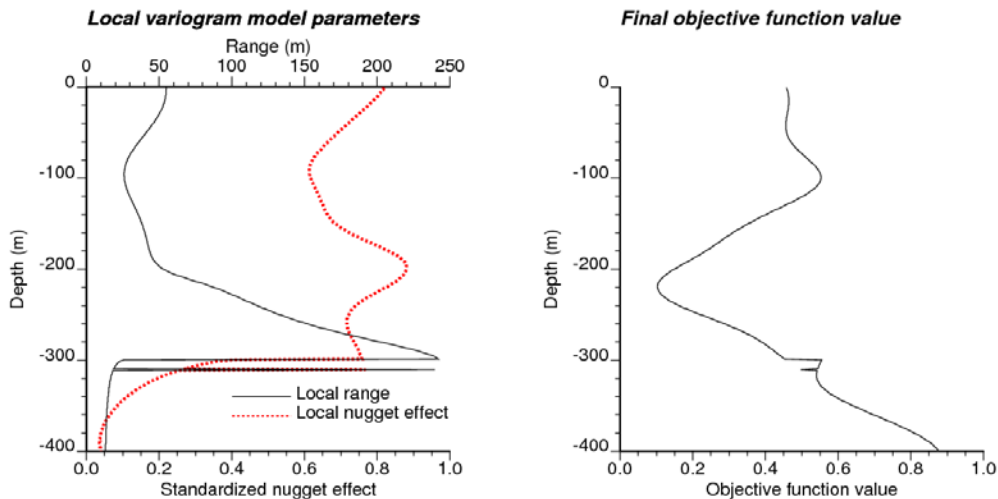 Local variogram model parameters
Range (m)
0 50 100 150 200 250
0
-100
-200
-300
-400
Depth (m)
Local range
Local nugget effect
0.0 0.2 0.4 0.6 0.8 1.0
Standardized nugget effect
Final objective function value
0
-100
-200
-300
-400
Depth (m)
0.0 0.2 0.4 0.6 0.8 1.0
Objective function value